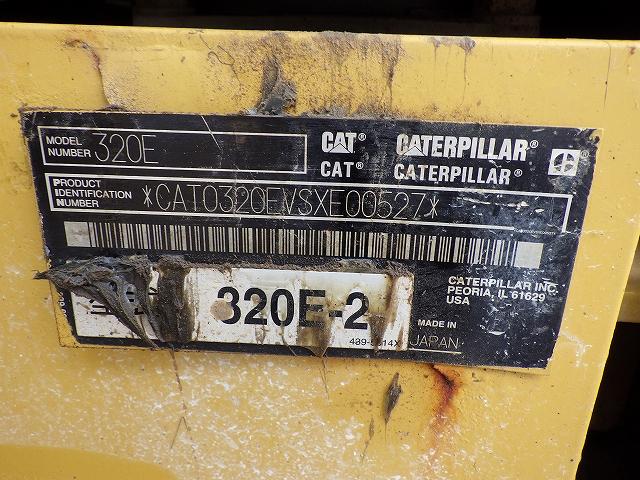 MODEL NUMBER 320E
CAT® CATERPILLAR®
CAT® CATERPILLAR®
PRODUCT IDENTIFICATION NUMBER
*CAT0320EVSXE00527*
320E-2
CATERPILLAR INC.
PEORIA, IL 61629
USA
MADE IN JAPAN